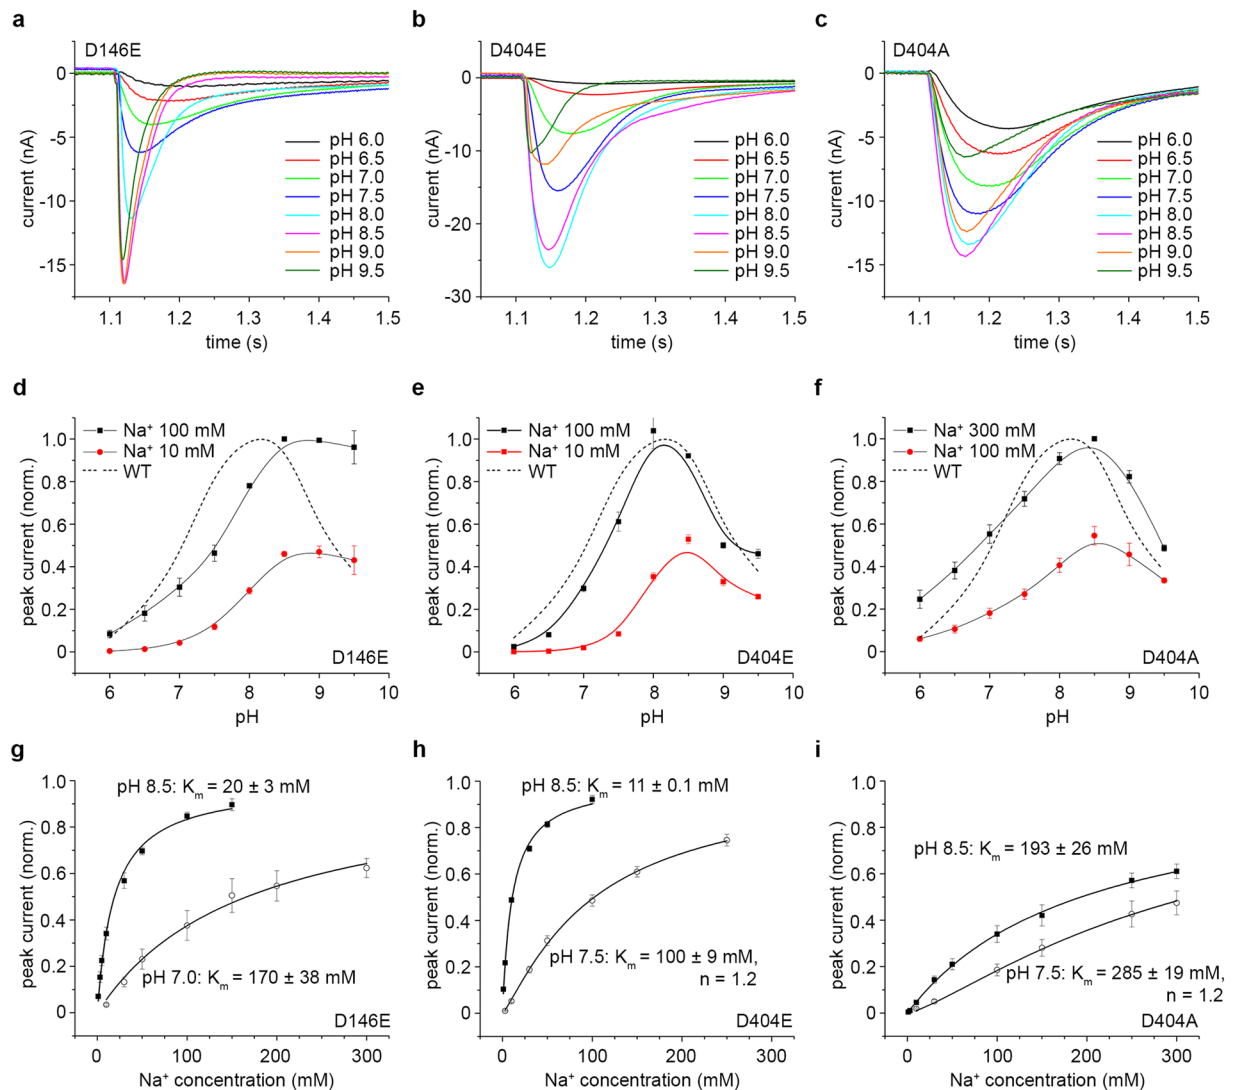 a
D146E
0
-5
-10
-15
current (nA)
1.1 1.2 1.3 1.4 1.5
time (s)
pH 6.0
pH 6.5
pH 7.0
pH 7.5
pH 8.0
pH 8.5
pH 9.0
pH 9.5
b
D404E
0
-10
-20
-30
current (nA)
1.1 1.2 1.3 1.4 1.5
time (s)
pH 6.0
pH 6.5
pH 7.0
pH 7.5
pH 8.0
pH 8.5
pH 9.0
pH 9.5
c
D404A
0
-5
-10
-15
current (nA)
1.1 1.2 1.3 1.4 1.5
time (s)
pH 6.0
pH 6.5
pH 7.0
pH 7.5
pH 8.0
pH 8.5
pH 9.0
pH 9.5
d
1.0
0.8
0.6
0.4
0.2
0
peak current (norm.)
Na⁺ 100 mM
Na⁺ 10 mM
WT
D146E
6 7 8 9 10
pH
e
1.0
0.8
0.6
0.4
0.2
0
peak current (norm.)
Na⁺ 100 mM
Na⁺ 10 mM
WT
D404E
6 7 8 9 10
pH
f
1.0
0.8
0.6
0.4
0.2
0
peak current (norm.)
Na⁺ 300 mM
Na⁺ 100 mM
WT
D404A
6 7 8 9 10
pH
g
1.0
0.8
0.6
0.4
0.2
0
peak current (norm.)
pH 8.5: Kₘ = 20 ± 3 mM
pH 7.0: Kₘ = 170 ± 38 mM
D146E
0 100 200 300
Na⁺ concentration (mM)
h
1.0
0.8
0.6
0.4
0.2
0
peak current (norm.)
pH 8.5: Kₘ = 11 ± 0.1 mM
pH 7.5: Kₘ = 100 ± 9 mM,
n = 1.2
D404E
0 100 200 300
Na⁺ concentration (mM)
i
1.0
0.8
0.6
0.4
0.2
0
peak current (norm.)
pH 8.5: Kₘ = 193 ± 26 mM
pH 7.5: Kₘ = 285 ± 19 mM,
n = 1.2
D404A
0 100 200 300
Na⁺ concentration (mM)